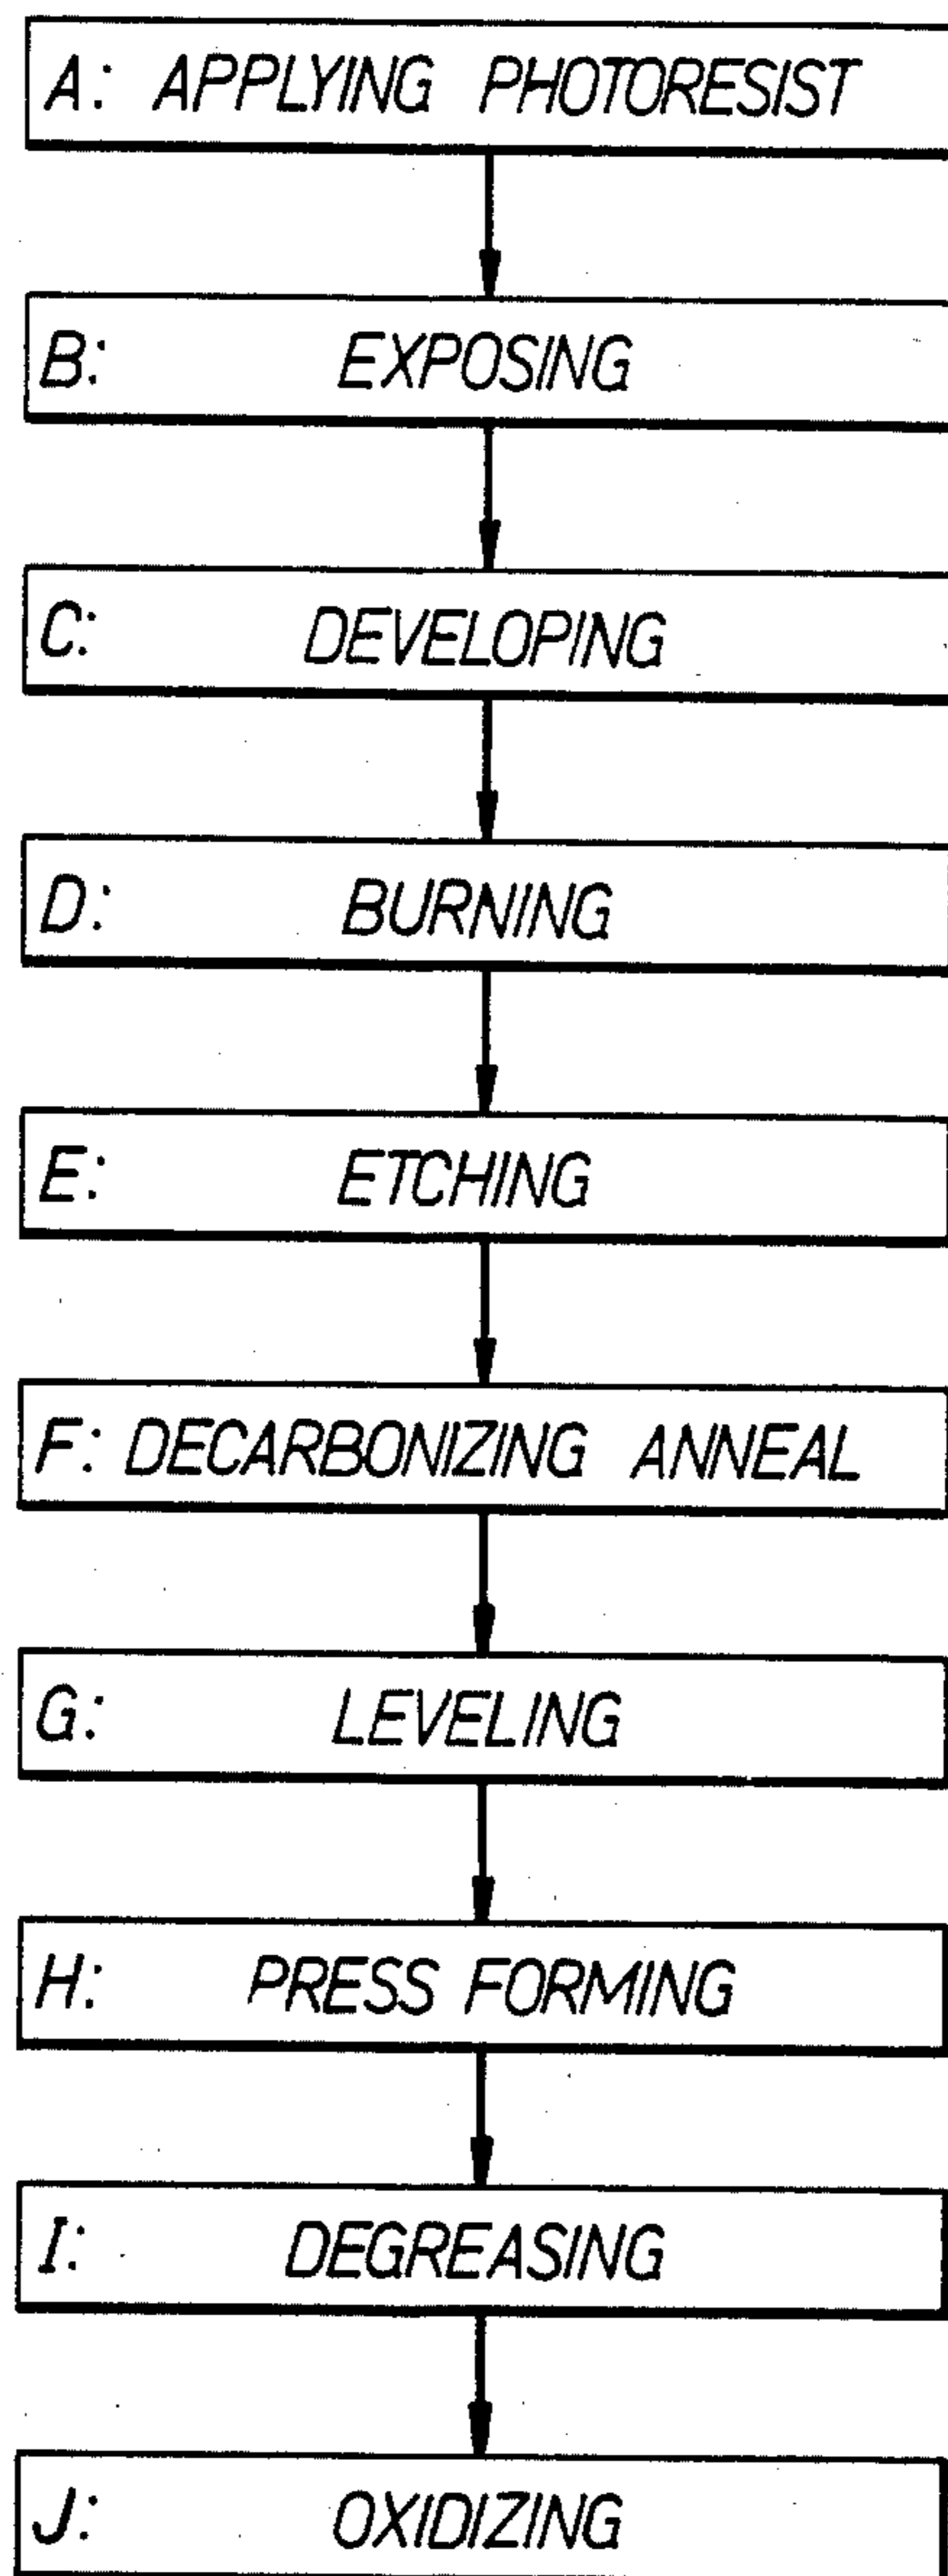 A: APPLYING PHOTORESIST
B: EXPOSING
C: DEVELOPING
D: BURNING
E: ETCHING
F: DECARBONIZING ANNEAL
G: LEVELING
H: PRESS FORMING
I: DEGREASING
J: OXIDIZING